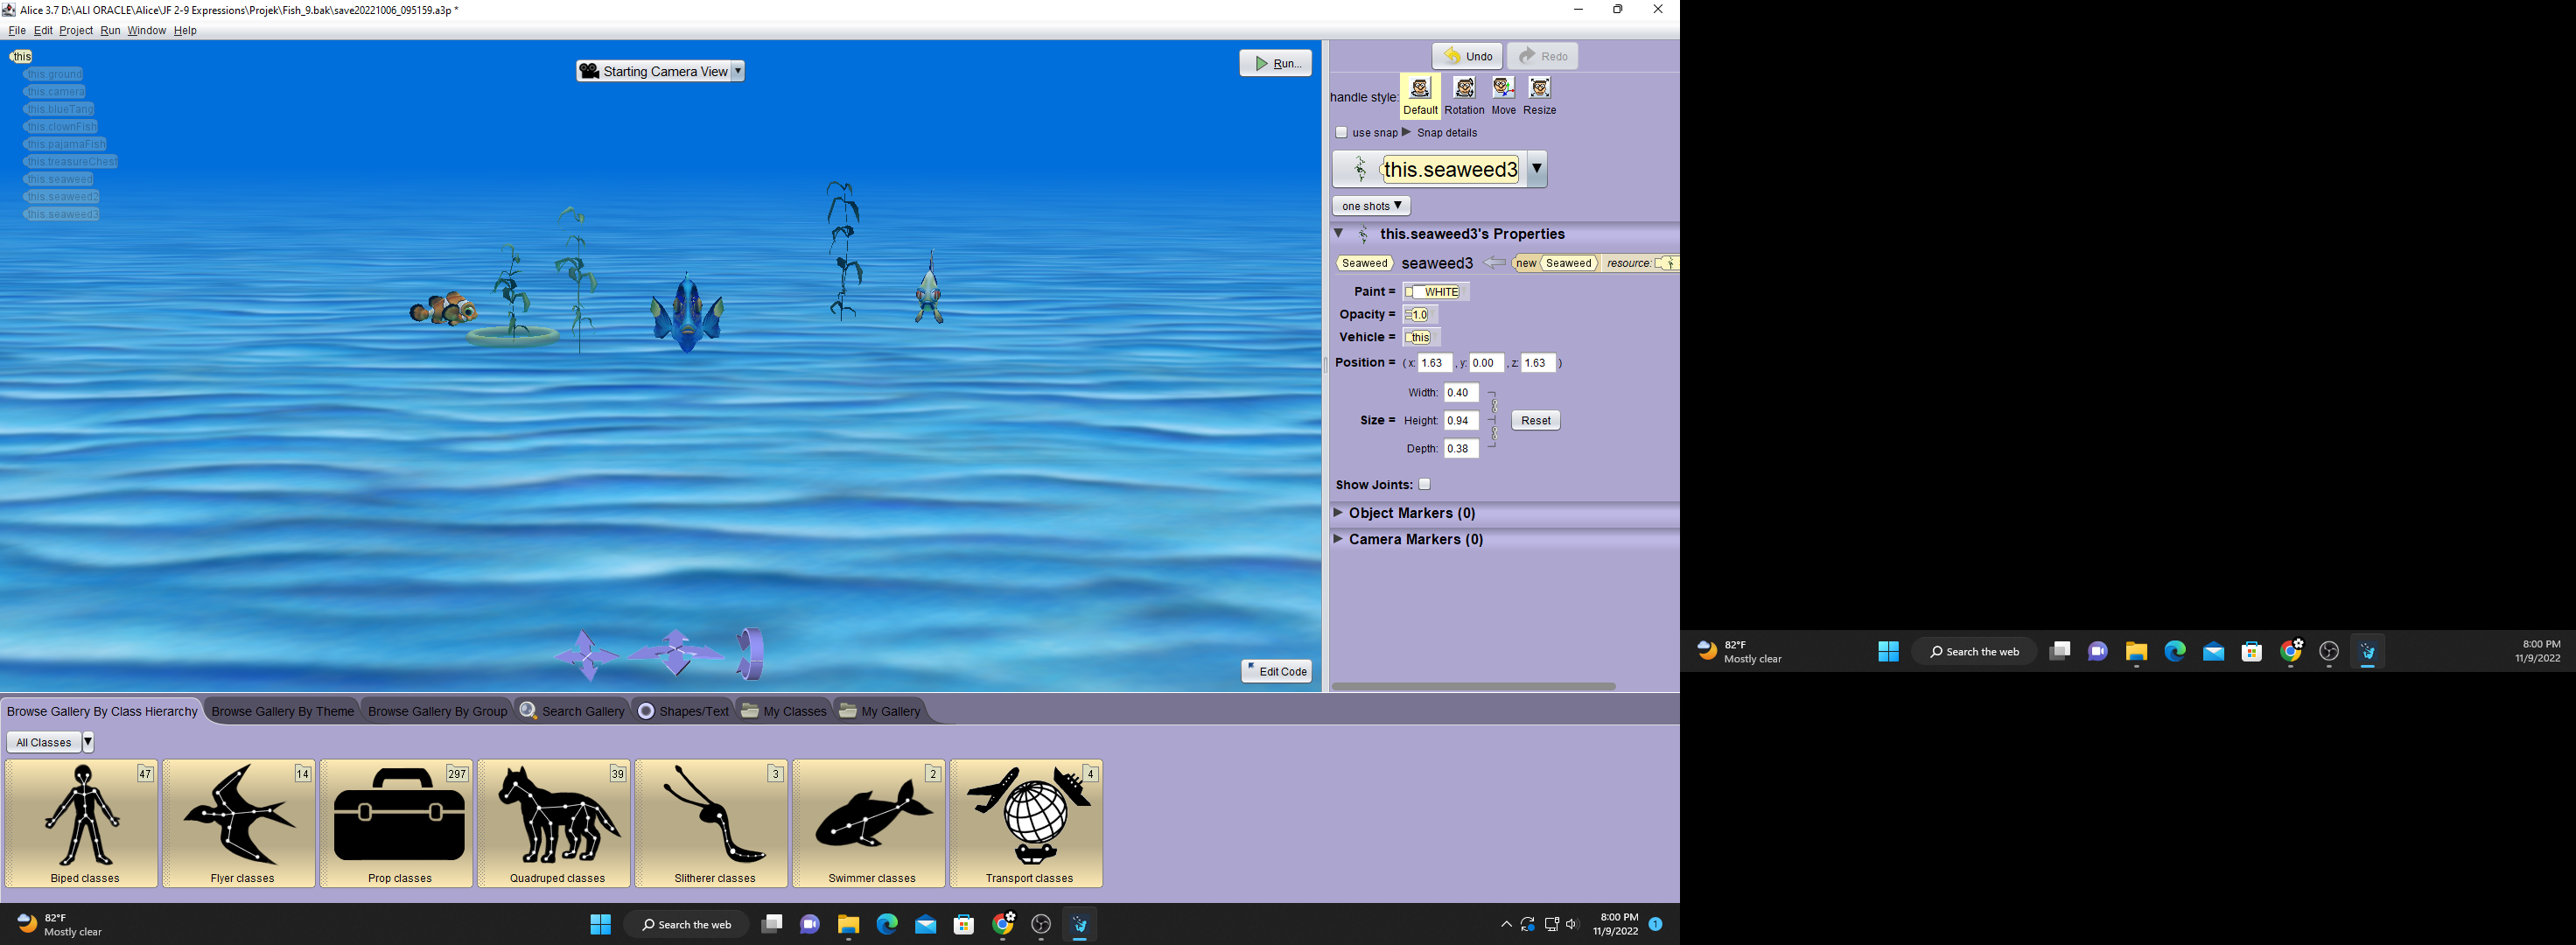 Alice 3.7 D:\ALI ORACLE\Alice\JF 2-9 Expressions\Projek\Fish_9.bak\save20221006_095159.a3p *
File Edit Project Run Window Help
this
this.ground
this.camera
this.blueTang
this.clownFish
this.pajamaFish
this.treasureChest
this.seaweed
this.seaweed2
this.seaweed3
Starting Camera View
Run...
Edit Code
Undo Redo
handle style: Default Rotation Move Resize
use snap Snap details
this.seaweed3
one shots
this.seaweed3's Properties
Seaweed seaweed3 new Seaweed resource:
Paint = WHITE
Opacity = 1.0
Vehicle = this
Position = ( x: 1.63 , y: 0.00 , z: 1.63 )
Width: 0.40
Size = Height: 0.94 Reset
Depth: 0.38
Show Joints:
Object Markers (0)
Camera Markers (0)
Browse Gallery By Class Hierarchy Browse Gallery By Theme Browse Gallery By Group Search Gallery Shapes/Text My Classes My Gallery
All Classes
47 14 297 39 3 2 4
Biped classes Flyer classes Prop classes Quadruped classes Slitherer classes Swimmer classes Transport classes
82°F
Mostly clear
Search the web
8:00 PM
11/9/2022
1
82°F
Mostly clear
Search the web
8:00 PM
11/9/2022